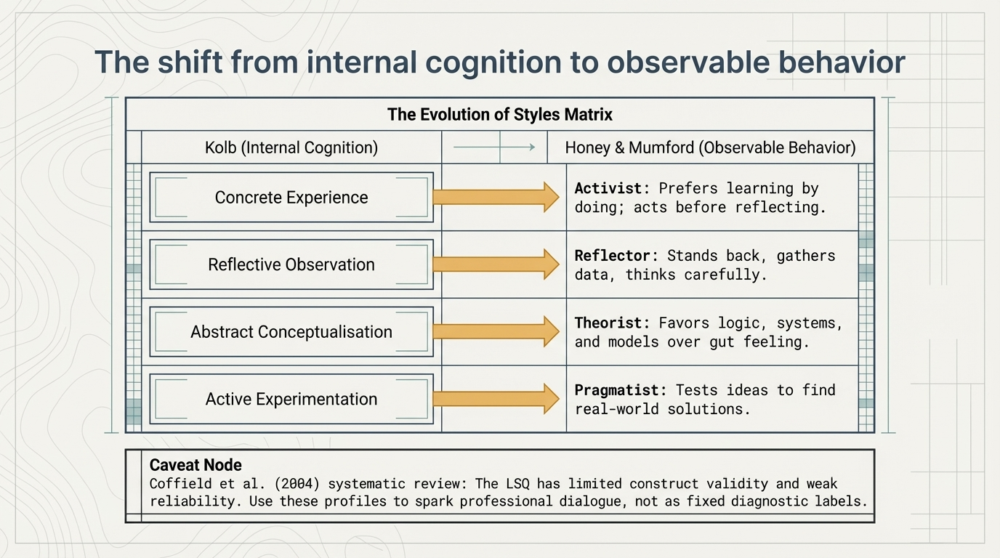 The shift from internal cognition to observable behavior
The Evolution of Styles Matrix
Kolb (Internal Cognition)
Honey & Mumford (Observable Behavior)
Concrete Experience
Activist: Prefers learning by
doing; acts before reflecting.
Reflective Observation
Reflector: Stands back, gathers
data, thinks carefully.
Abstract Conceptualisation
Theorist: Favors logic, systems,
and models over gut feeling.
Active Experimentation
Pragmatist: Tests ideas to find
real-world solutions.
Caveat Node
Coffield et al. (2004) systematic review: The LSQ has limited construct validity and weak
reliability. Use these profiles to spark professional dialogue, not as fixed diagnostic labels.